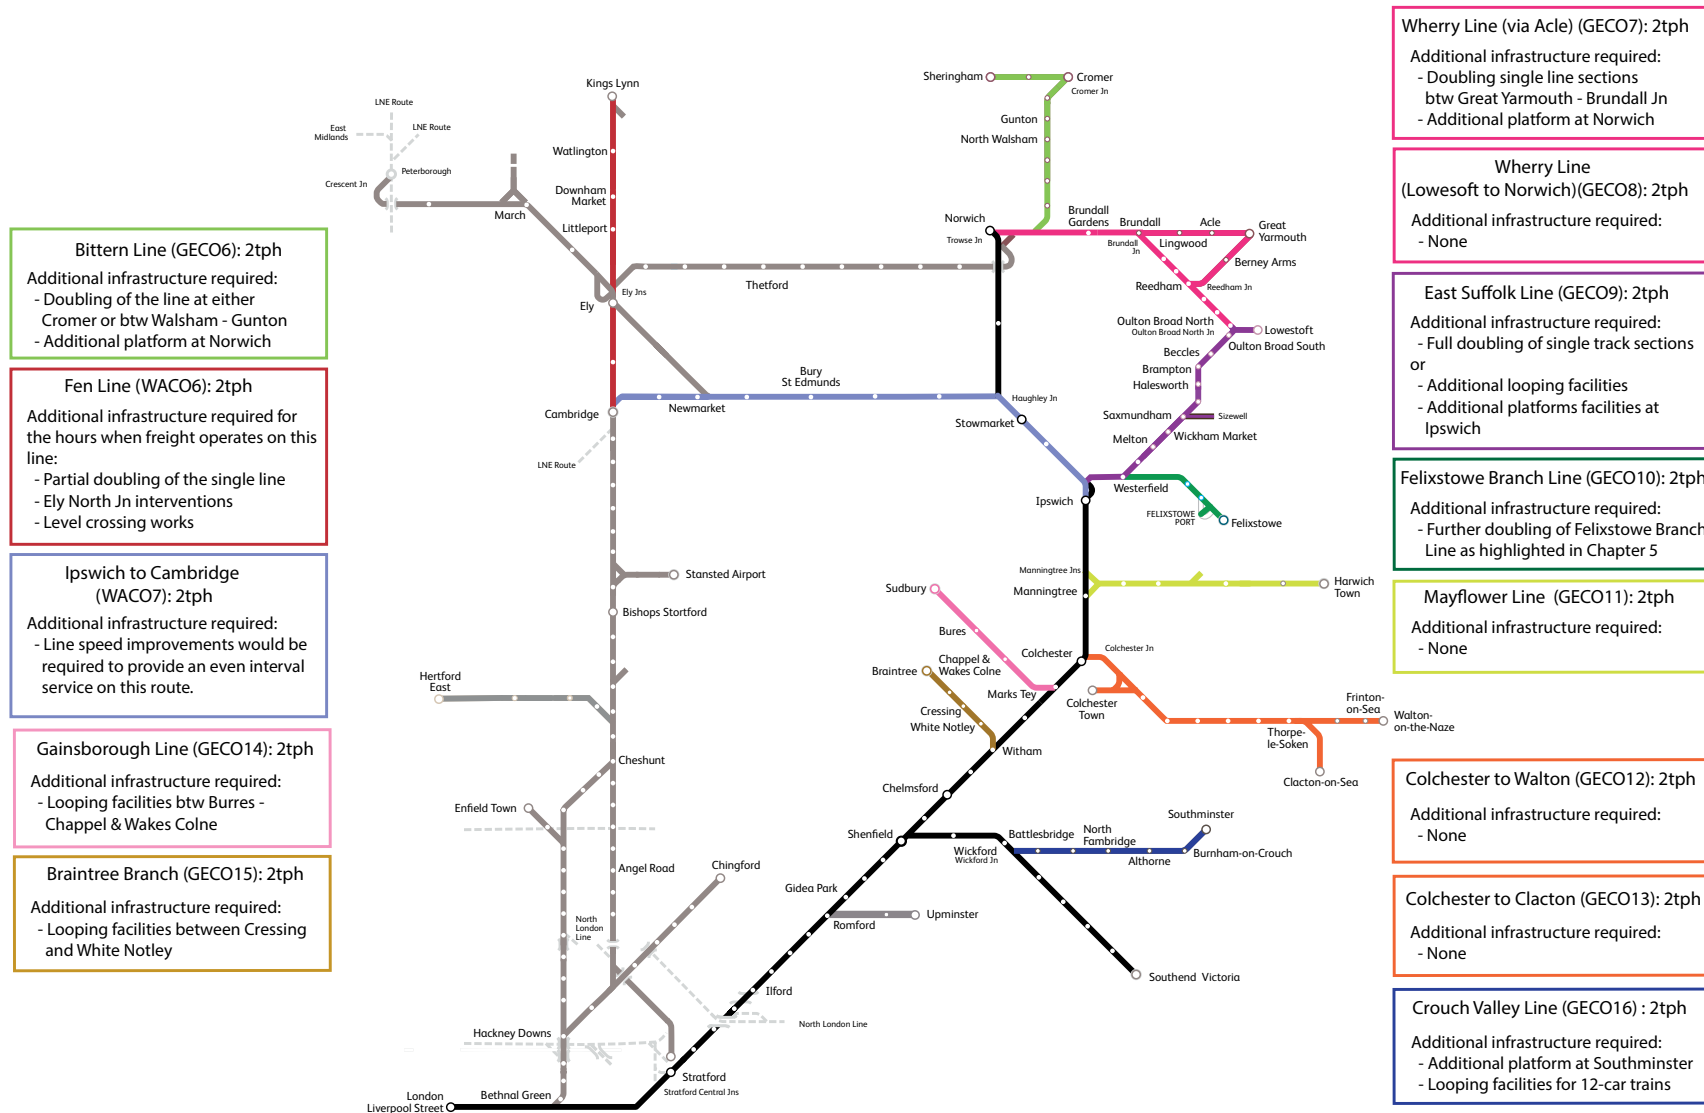 Bittern Line (GECO6): 2tph
Additional infrastructure required:
- Doubling of the line at either
Cromer or btw Walsham - Gunton
- Additional platform at Norwich
Fen Line (WACO6): 2tph
Additional infrastructure required for
the hours when freight operates on this
line:
- Partial doubling of the single line
- Ely North Jn interventions
- Level crossing works
Ipswich to Cambridge
(WACO7): 2tph
Additional infrastructure required:
- Line speed improvements would be
required to provide an even interval
service on this route.
Gainsborough Line (GECO14): 2tph
Additional infrastructure required:
- Looping facilities btw Burres -
Chappel & Wakes Colne
Braintree Branch (GECO15): 2tph
Additional infrastructure required:
- Looping facilities between Cressing
and White Notley
Kings Lynn
LNE Route
East
Midlands
LNE Route
Peterborough
Crescent Jn
March
Watlington
Downham
Market
Littleport
Ely Jns
Ely
Thetford
Sheringham
Cromer
Cromer Jn
Gunton
North Walsham
Norwich
Trowse Jn
Brundall
Gardens
Brundall
Brundall
Jn
Acle
Lingwood
Great
Yarmouth
Berney Arms
Reedham
Reedham Jn
Oulton Broad North
Oulton Broad North Jn
Lowestoft
Oulton Broad South
Beccles
Brampton
Halesworth
Saxmundham
Sizewell
Wickham Market
Melton
Westerfield
FELIXSTOWE
PORT
Felixstowe
Bury
St Edmunds
Newmarket
Cambridge
LNE Route
Haughley Jn
Stowmarket
Ipswich
Manningtree Jns
Manningtree
Harwich
Town
Stansted Airport
Bishops Stortford
Sudbury
Bures
Chappel &
Wakes Colne
Marks Tey
Colchester
Colchester Jn
Colchester
Town
Frinton-
on-Sea
Walton-
on-the-Naze
Thorpe-
le-Soken
Clacton-on-Sea
Braintree
Cressing
White Notley
Witham
Hertford
East
Cheshunt
Enfield Town
Chelmsford
Shenfield
Wickford
Wickford Jn
Battlesbridge
North
Fambridge
Althorne
Southminster
Burnham-on-Crouch
Angel Road
Chingford
Gidea Park
Romford
Upminster
North
London
Line
Southend Victoria
Ilford
North London Line
Hackney Downs
Stratford
Stratford Central Jns
Bethnal Green
London
Liverpool Street
Wherry Line (via Acle) (GECO7): 2tph
Additional infrastructure required:
- Doubling single line sections
btw Great Yarmouth - Brundall Jn
- Additional platform at Norwich
Wherry Line
(Lowesoft to Norwich)(GECO8): 2tph
Additional infrastructure required:
- None
East Suffolk Line (GECO9): 2tph
Additional infrastructure required:
- Full doubling of single track sections
or
- Additional looping facilities
- Additional platforms facilities at
Ipswich
Felixstowe Branch Line (GECO10): 2tph
Additional infrastructure required:
- Further doubling of Felixstowe Branch
Line as highlighted in Chapter 5
Mayflower Line (GECO11): 2tph
Additional infrastructure required:
- None
Colchester to Walton (GECO12): 2tph
Additional infrastructure required:
- None
Colchester to Clacton (GECO13): 2tph
Additional infrastructure required:
- None
Crouch Valley Line (GECO16) : 2tph
Additional infrastructure required:
- Additional platform at Southminster
- Looping facilities for 12-car trains